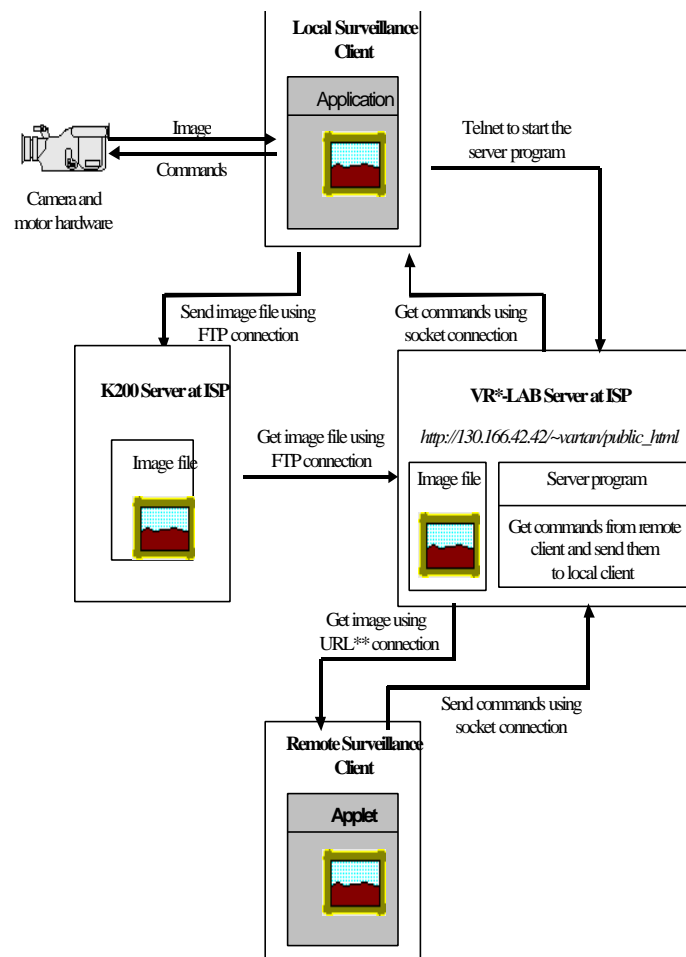 Local Surveillance
Client
Application
Image
Commands
Camera and
motor hardware
Telnet to start the
server program
Send image file using
FTP connection
Get commands using
socket connection
K200 Server at ISP
Image file
Get image file using
FTP connection
VR*-LAB Server at ISP
http://130.166.42.42/~vartan/public_html
Image file
Server program
Get commands from remote
client and send them
to local client
Get image using
URL** connection
Send commands using
socket connection
Remote Surveillance
Client
Applet